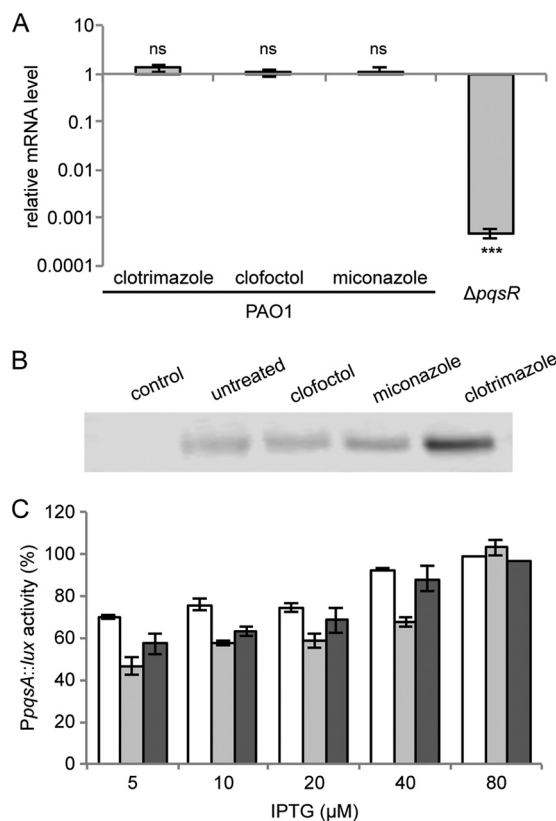 A
relative mRNA level
1
0.1
0.01
0.001
0.0001
ns
ns
ns
***
clotrimazole clofoctol miconazole
PAO1
ΔpqsR
B
control untreated clofoctol miconazole clotrimazole
C
PpqsA::lux activity (%)
120
100
80
60
40
20
0
5 10 20 40 80
IPTG (µM)